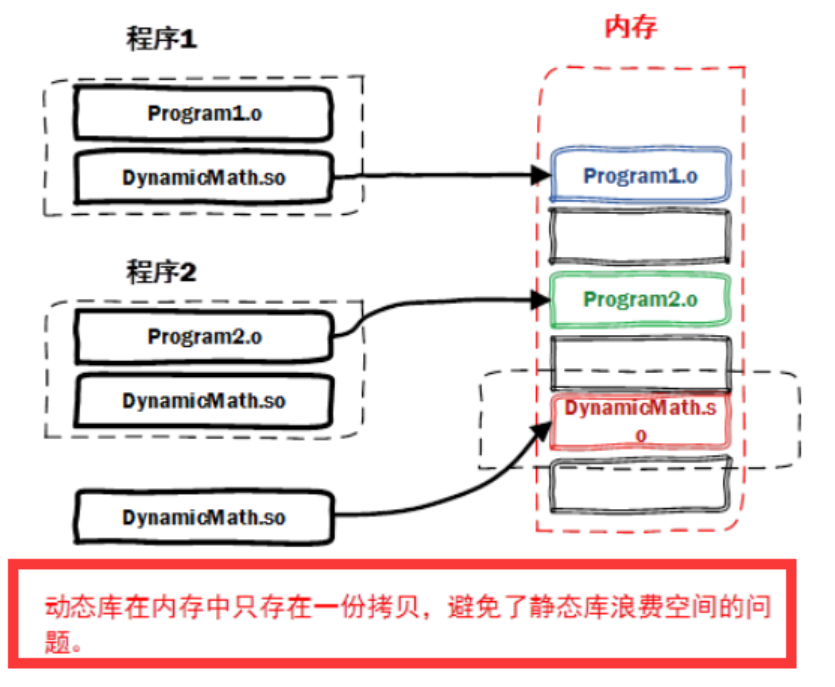 程序1
Program1.o
DynamicMath.so
程序2
Program2.o
DynamicMath.so
DynamicMath.so
内存
Program1.o
Program2.o
DynamicMath.s
o
动态库在内存中只存在一份拷贝，避免了静态库浪费空间的问
题。